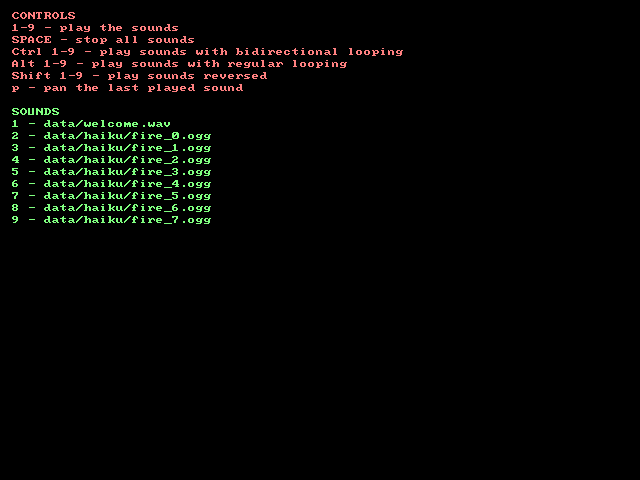 CONTROLS
1-9 - play the sounds
SPACE - stop all sounds
Ctrl 1-9 - play sounds with bidirectional looping
Alt 1-9 - play sounds with regular looping
Shift 1-9 - play sounds reversed
p - pan the last played sound
SOUNDS
1 - data/welcome.wav
2 - data/haiku/fire_0.ogg
3 - data/haiku/fire_1.ogg
4 - data/haiku/fire_2.ogg
5 - data/haiku/fire_3.ogg
6 - data/haiku/fire_4.ogg
7 - data/haiku/fire_5.ogg
8 - data/haiku/fire_6.ogg
9 - data/haiku/fire_7.ogg